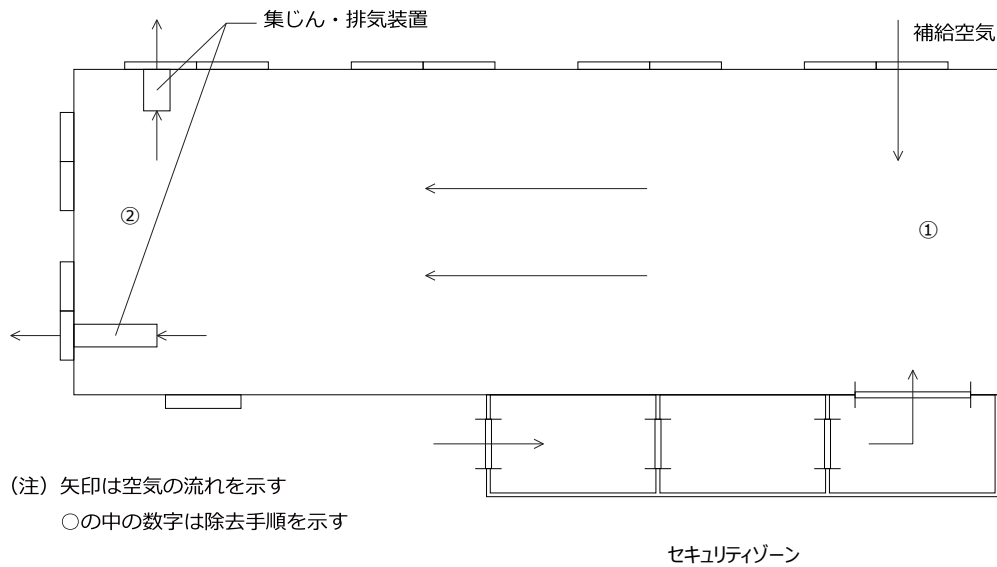 集じん・排気装置
補給空気
②
①
(注) 矢印は空気の流れを示す
○の中の数字は除去手順を示す
セキュリティゾーン